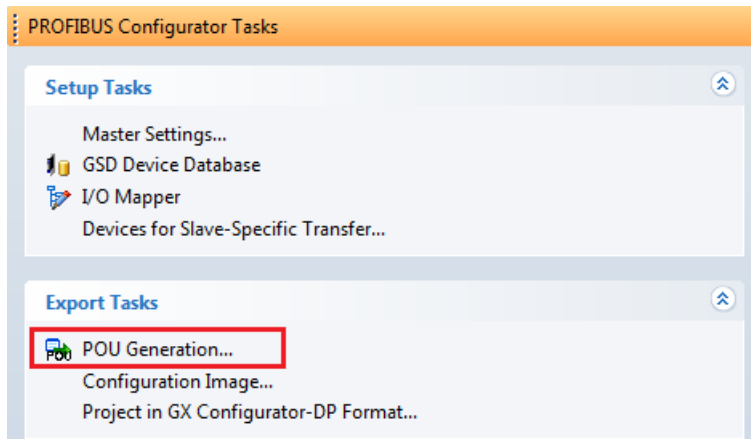 PROFIBUS Configurator Tasks
Setup Tasks
Master Settings...
GSD Device Database
I/O Mapper
Devices for Slave-Specific Transfer...
Export Tasks
POU POU Generation...
Configuration Image...
Project in GX Configurator-DP Format...